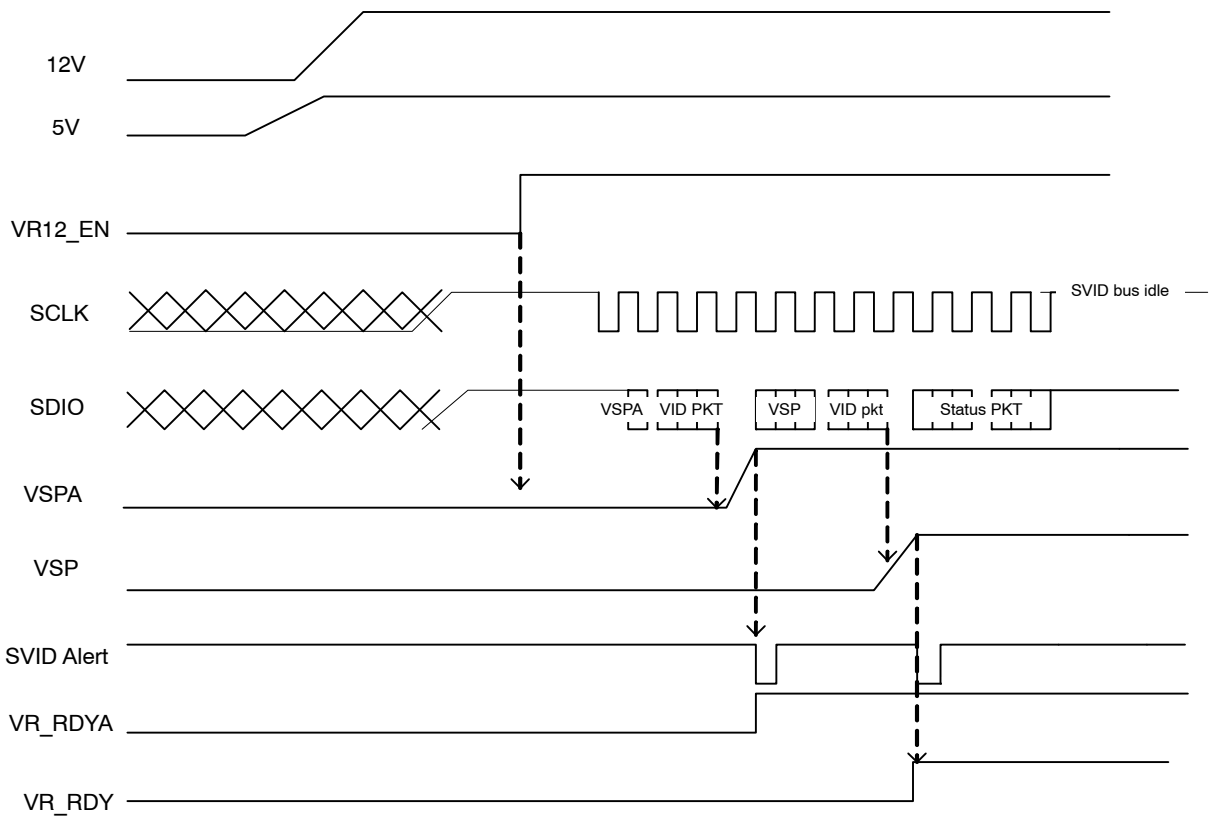 12V
5V
VR12_EN
SCLK
SVID bus idle
SDIO
VSPA
VID PKT
VSP
VID pkt
Status PKT
VSPA
VSP
SVID Alert
VR_RDYA
VR_RDY